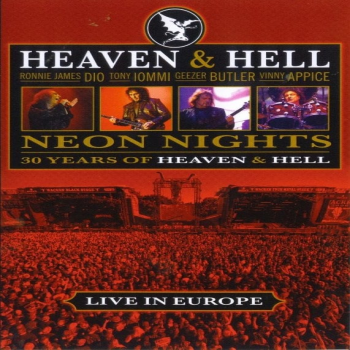 HEAVEN & HELL
RONNIE JAMES DIO TONY IOMMI GEEZER BUTLER VINNY APPICE
NEON NIGHTS
30 YEARS OF HEAVEN & HELL
LIVE IN EUROPE